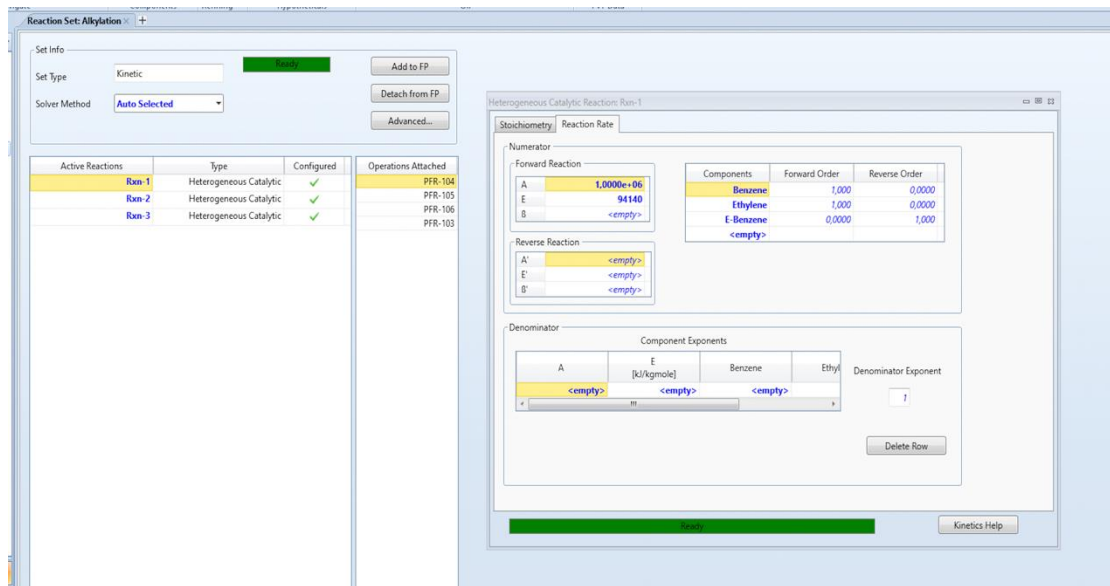 Reaction Set: Alkylation × +
Set Info
Set Type Kinetic
Ready
Solver Method Auto Selected
Add to FP
Detach from FP
Advanced...
Active Reactions Type Configured
Rxn-1 Heterogeneous Catalytic ✓
Rxn-2 Heterogeneous Catalytic ✓
Rxn-3 Heterogeneous Catalytic ✓
Operations Attached
PFR-104
PFR-105
PFR-106
PFR-103
Heterogeneous Catalytic Reaction: Rxn-1
Stoichiometry Reaction Rate
Numerator
Forward Reaction
A 1,0000e+06
E 94140
ß <empty>
Components Forward Order Reverse Order
Benzene 1,000 0,0000
Ethylene 1,000 0,0000
E-Benzene 0,0000 1,000
<empty>
Reverse Reaction
A' <empty>
E' <empty>
ß' <empty>
Denominator
Component Exponents
A E [kJ/kgmole] Benzene Ethyl
<empty> <empty> <empty>
Denominator Exponent
1
Delete Row
Ready
Kinetics Help